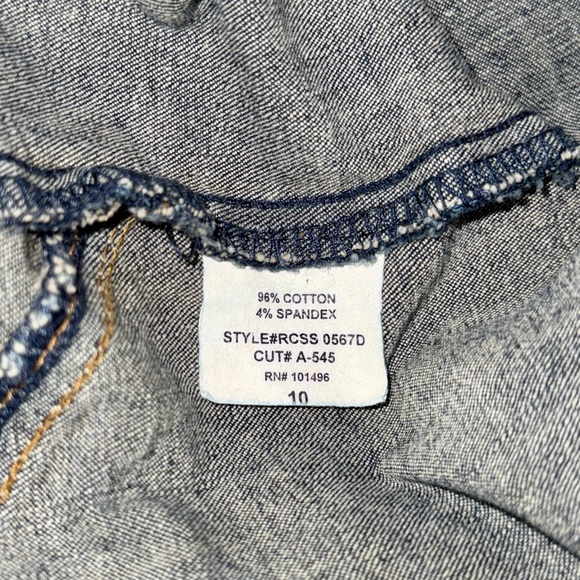 96% COTTON
4% SPANDEX
STYLE#RCSS 0567D
CUT# A-545
RN# 101496
10